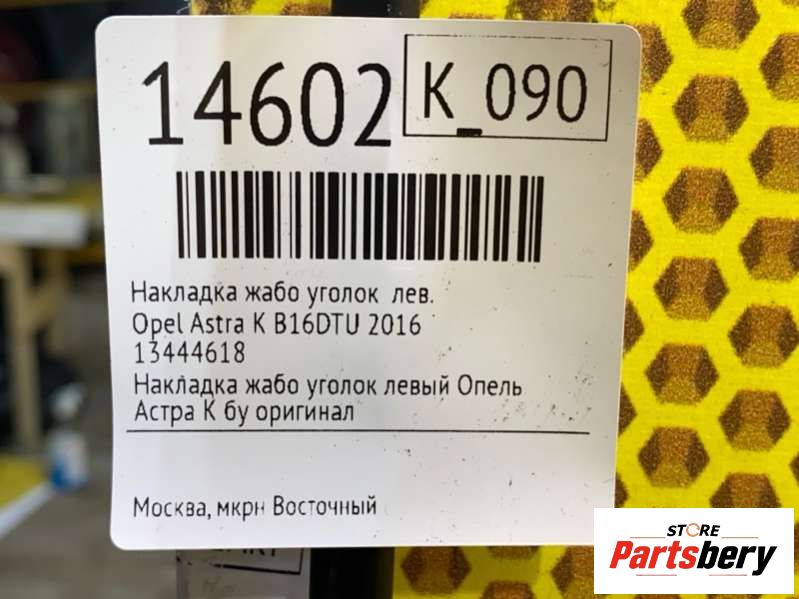 14602
K_090
Накладка жабо уголок лев.
Opel Astra K B16DTU 2016
13444618
Накладка жабо уголок левый Опель
Астра К бу оригинал
Москва, мкрн Восточный
STORE
Partsbery